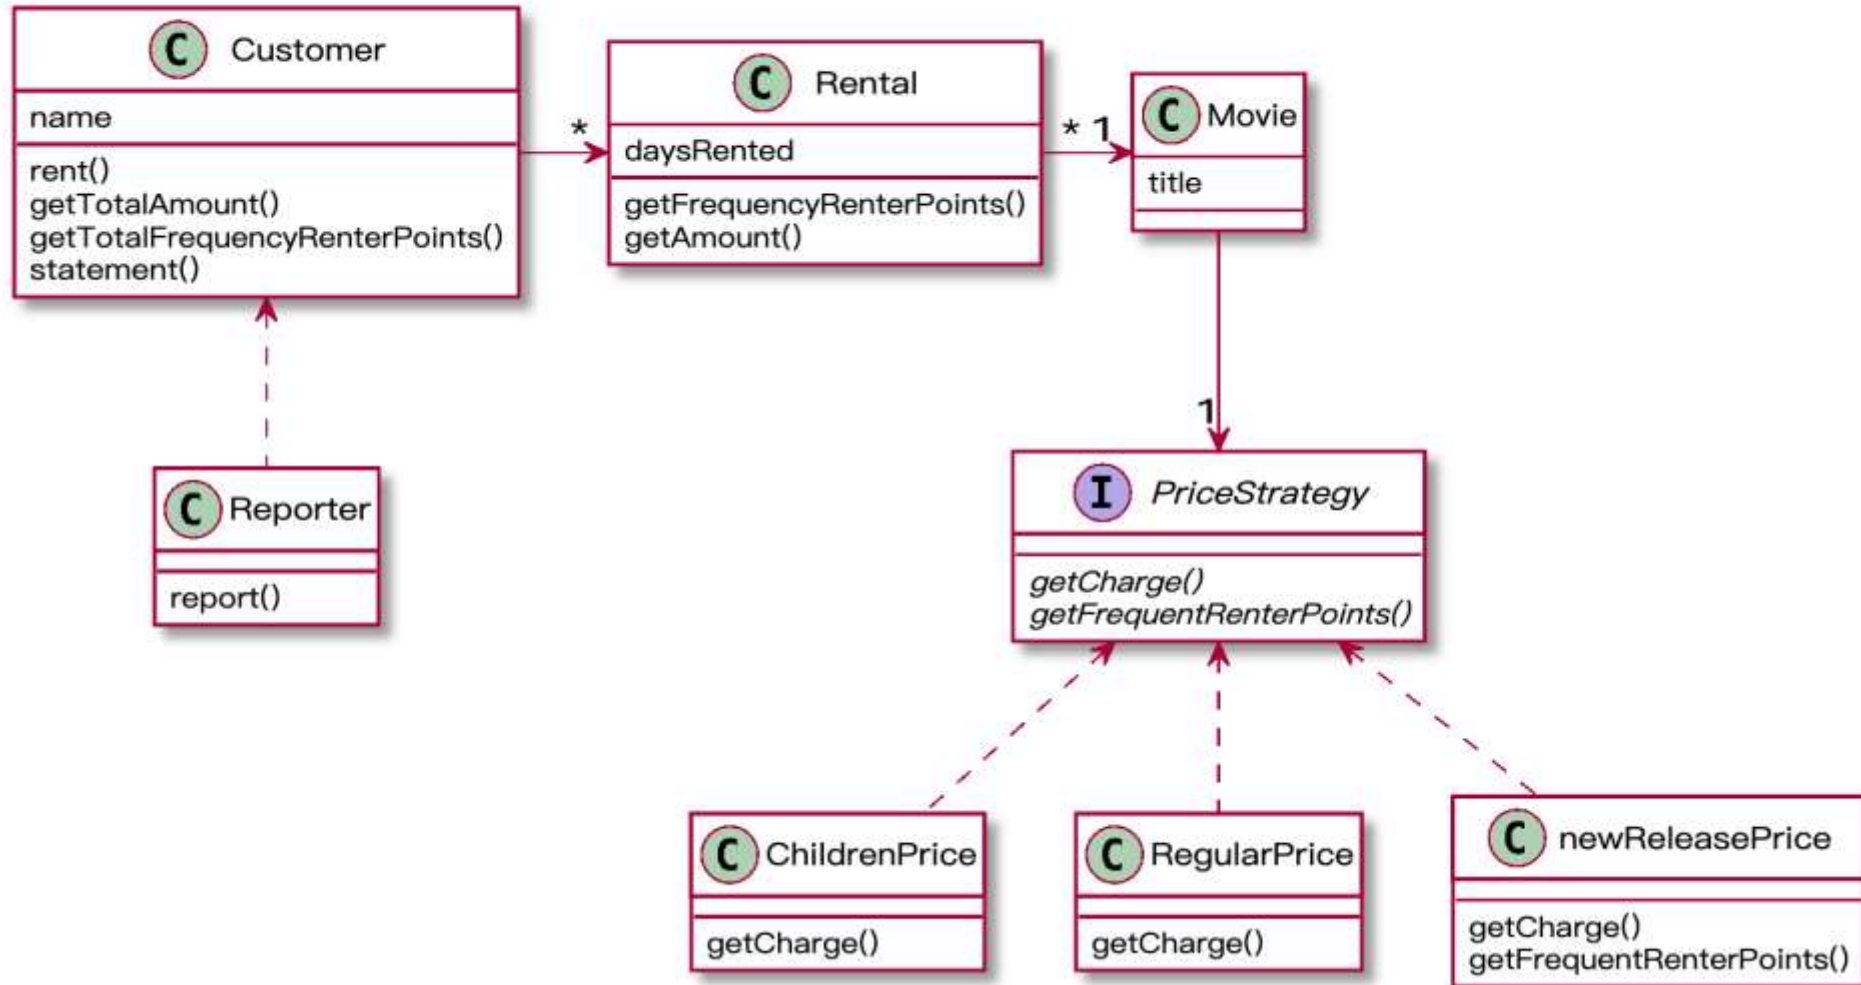 C Customer
name
rent()
getTotalAmount()
getTotalFrequencyRenterPoints()
statement()
*
C Rental
daysRented
getFrequencyRenterPoints()
getAmount()
* 1
C Movie
title
1
C Reporter
report()
I PriceStrategy
getCharge()
getFrequentRenterPoints()
C ChildrenPrice
getCharge()
C RegularPrice
getCharge()
C newReleasePrice
getCharge()
getFrequentRenterPoints()